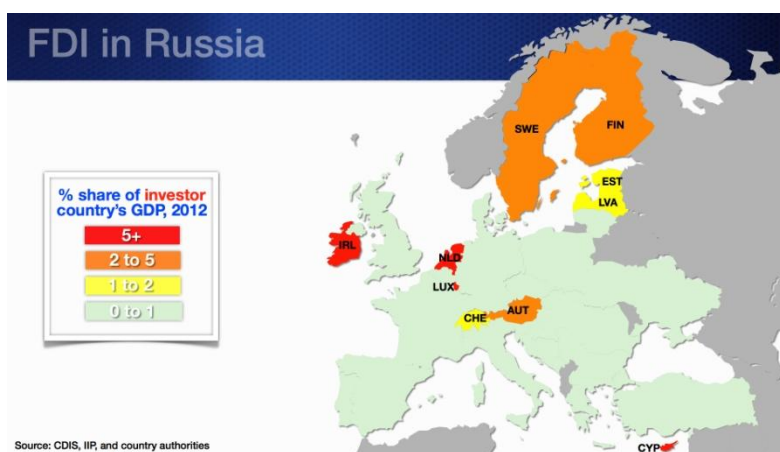 FDI in Russia
% share of investor
country's GDP, 2012
5+
2 to 5
1 to 2
0 to 1
SWE
FIN
EST
LVA
IRL
NLD
LUX
CHE
AUT
CYP
Source: CDIS, IIP, and country authorities